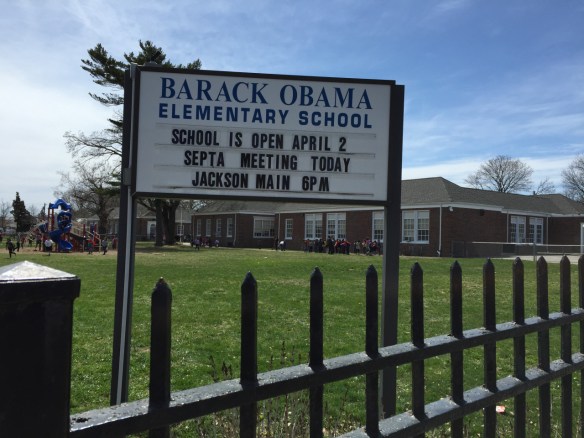 BARACK OBAMA
ELEMENTARY SCHOOL
SCHOOL IS OPEN APRIL 2
SEPTA MEETING TODAY
JACKSON MAIN 6PM